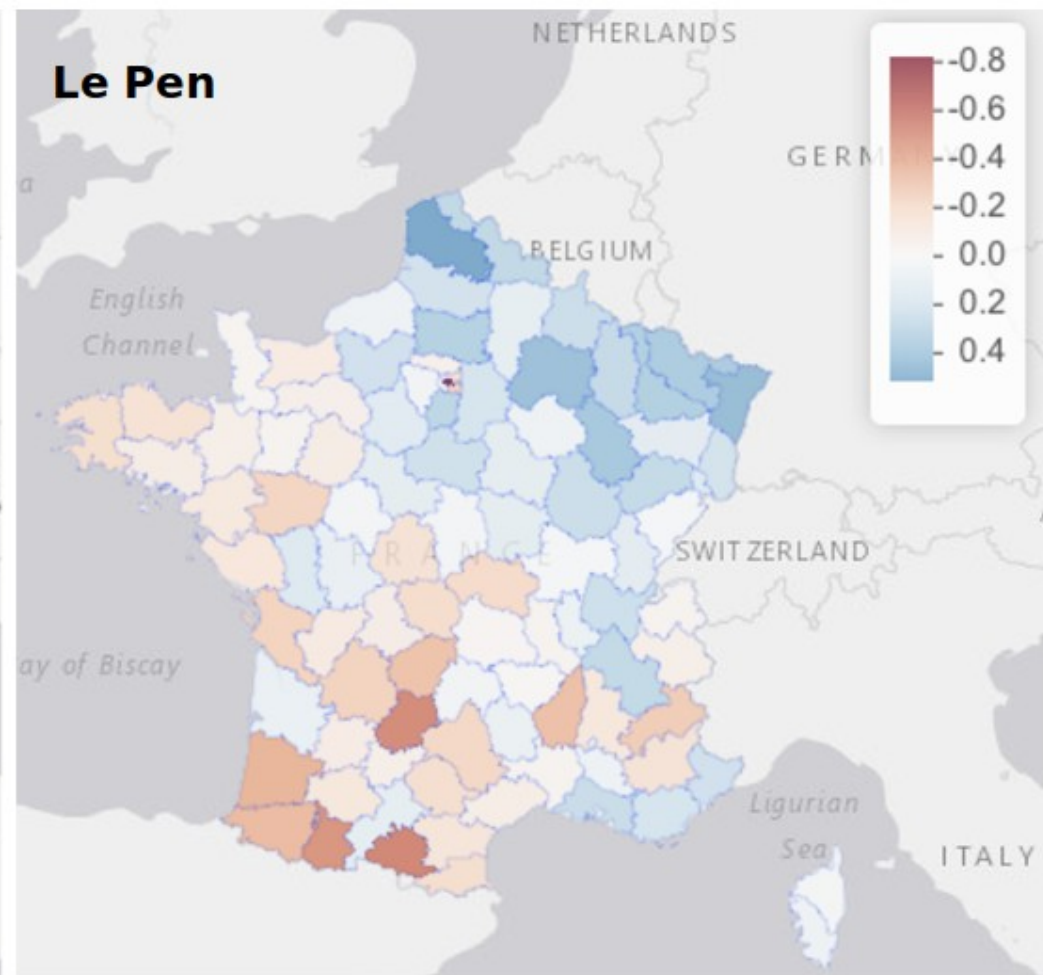 NETHERLANDS
Le Pen
-0.8
-0.6
GERM
-0.4
a
-0.2
BELGIUM
0.0
English
Channel
0.2
0.4
FRANCE
SWITZERLAND
ay of Biscay
Ligurian
Sea
ITALY